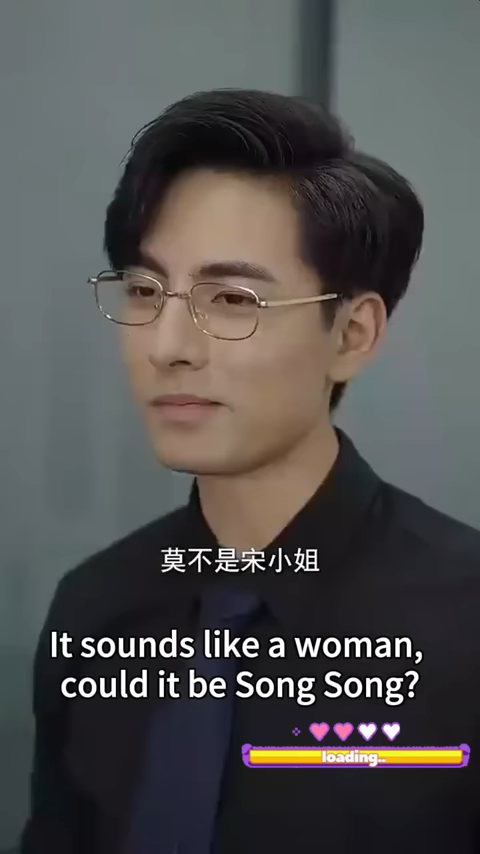 莫不是宋小姐
It sounds like a woman,
could it be Song Song?
loading..